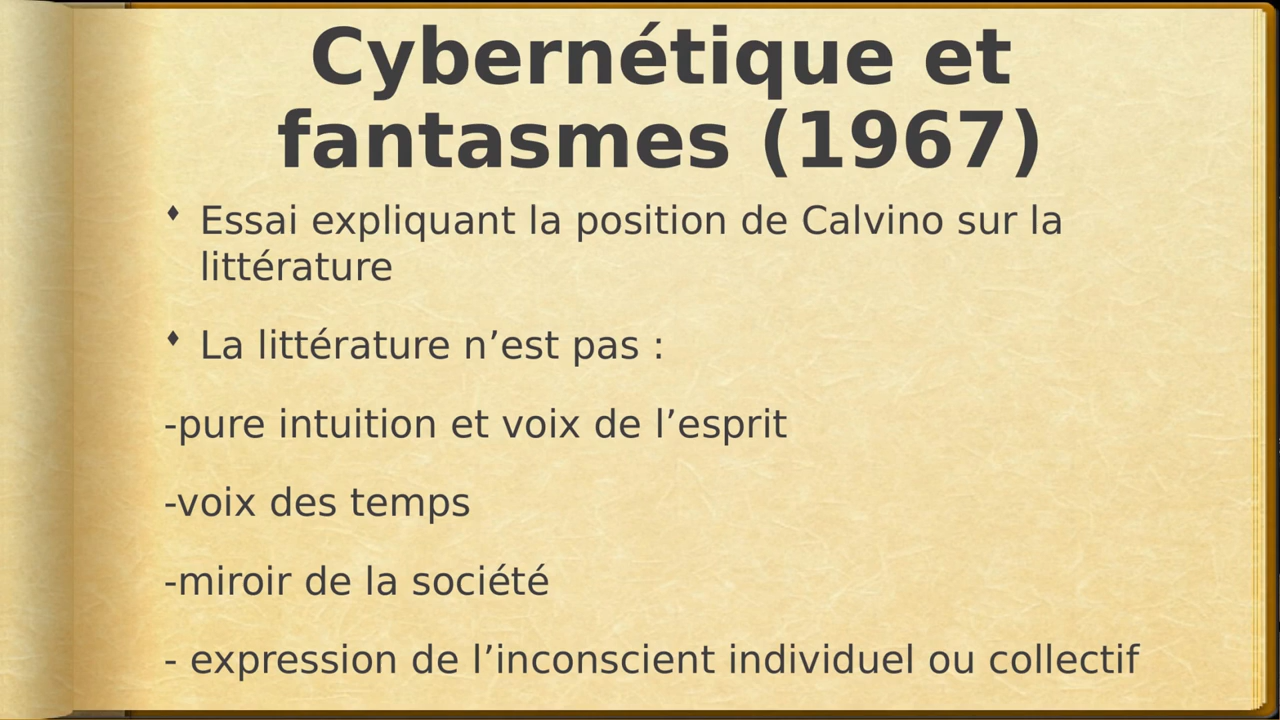 Cybernétique et
fantasmes (1967)
♦ Essai expliquant la position de Calvino sur la
littérature
♦ La littérature n’est pas :
-pure intuition et voix de l’esprit
-voix des temps
-miroir de la société
- expression de l’inconscient individuel ou collectif